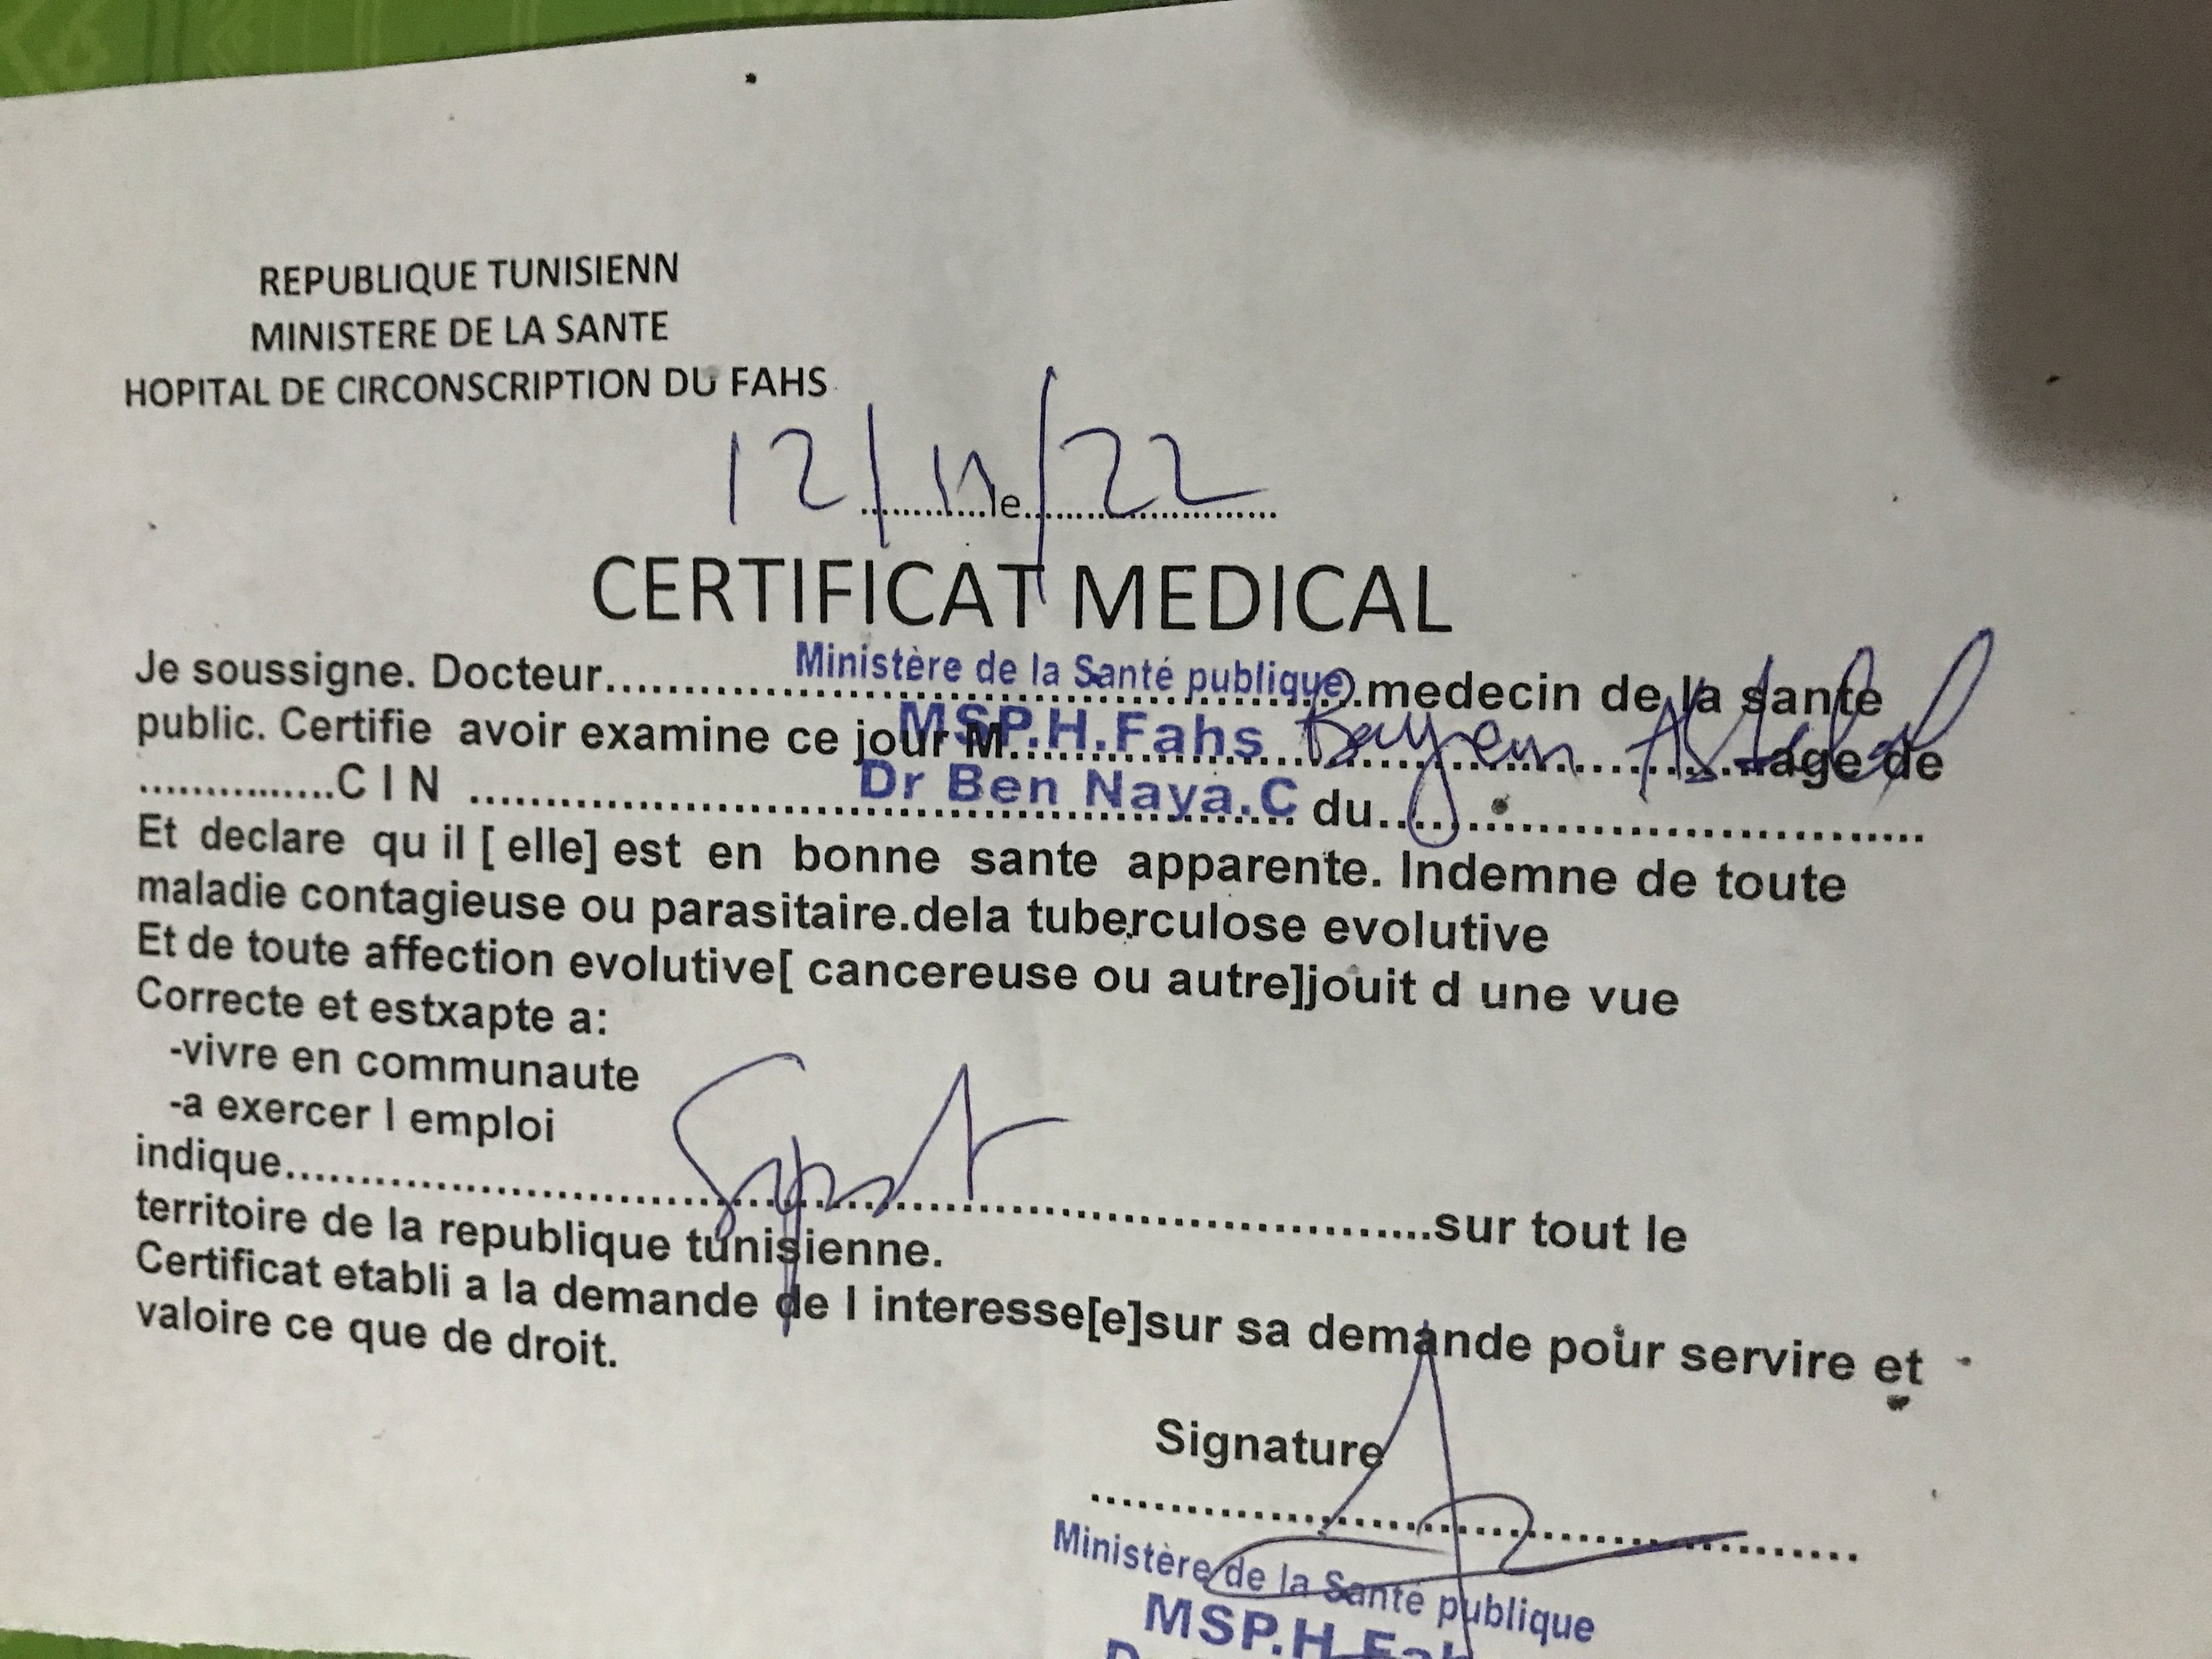 REPUBLIQUE TUNISIENN
MINISTERE DE LA SANTE
HOPITAL DE CIRCONSCRIPTION DU FAHS
12/11/22
............le........................
CERTIFICAT MEDICAL
Ministère de la Santé publique
Je soussigne. Docteur.......................................................medecin de la sante
MSP.H.Fahs
public. Certifie avoir examine ce jour M.......................................................age de
Dr Ben Naya.C
..............C I N ....................................................... du.....................................
Et declare qu il [ elle] est en bonne sante apparente. Indemne de toute
maladie contagieuse ou parasitaire.dela tuberculose evolutive
Et de toute affection evolutive[ cancereuse ou autre]jouit d une vue
Correcte et estxapte a:
-vivre en communaute
-a exercer l emploi
indique...............................................................................sur tout le
territoire de la republique tunisienne.
Certificat etabli a la demande de l interesse[e]sur sa demande pour servire et
valoire ce que de droit.
Signature
..................................................
Ministère de la Santé publique
MSP.H.Fah